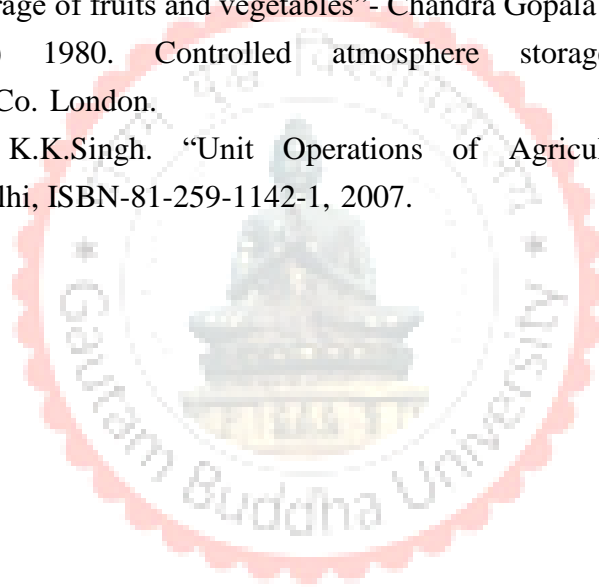 rage of fruits and vegetables”- Chandra Gopala
) 1980. Controlled atmosphere storag
Co. London.
K.K.Singh. “Unit Operations of Agricul
lhi, ISBN-81-259-1142-1, 2007.
Gautam Buddha University